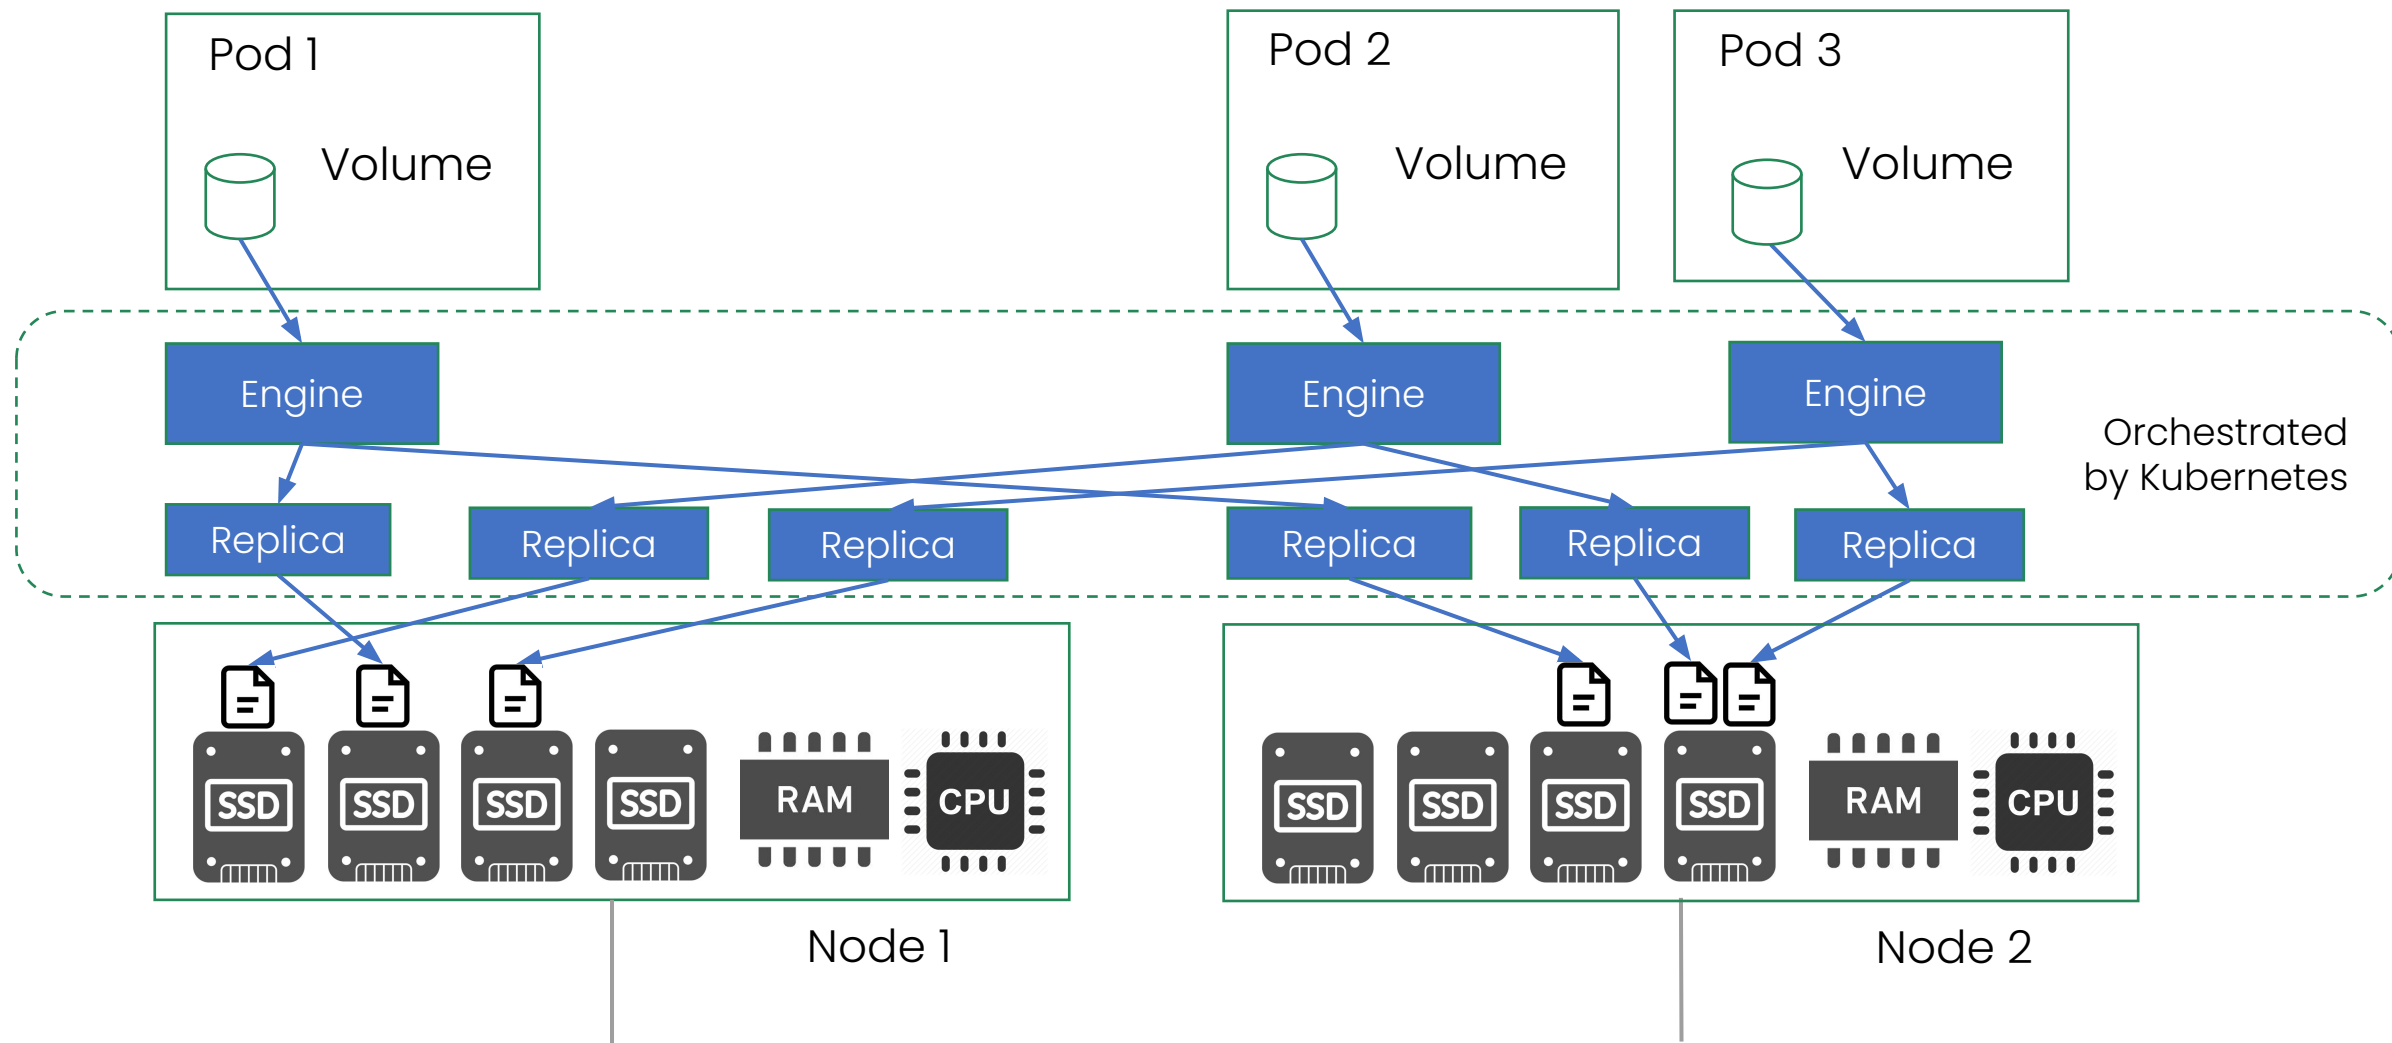 Pod 1
Pod 2
Pod 3
Volume
Volume
Volume
Engine
Engine
Engine
Orchestrated
by Kubernetes
Replica
Replica
Replica
Replica
Replica
Replica
SSD
SSD
SSD
SSD
RAM
CPU
SSD
SSD
SSD
SSD
RAM
CPU
Node 1
Node 2